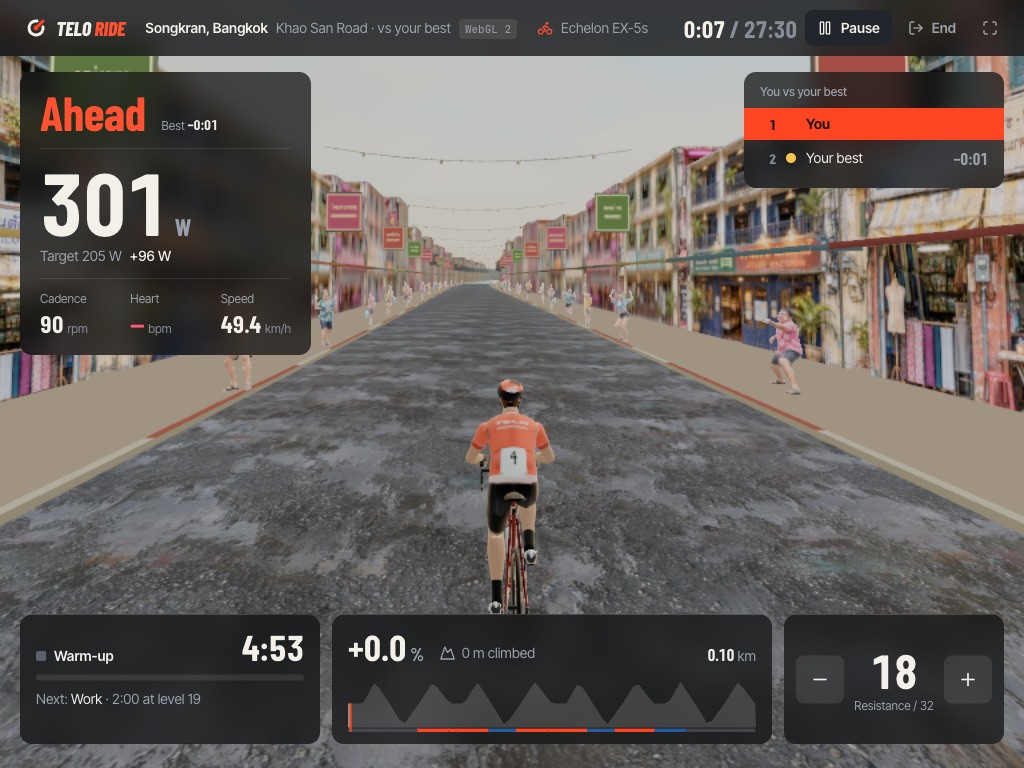 TELO RIDE
Songkran, Bangkok Khao San Road · vs your best WebGL 2
Echelon EX-5s
0:07 / 27:30
Pause
End
Ahead
Best −0:01
301 W
Target 205 W +96 W
Cadence Heart Speed
90 rpm — bpm 49.4 km/h
You vs your best
1 You
2 Your best −0:01
TELO
4
Warm-up 4:53
Next: Work · 2:00 at level 19
+0.0 % 0 m climbed 0.10 km
− 18 +
Resistance / 32